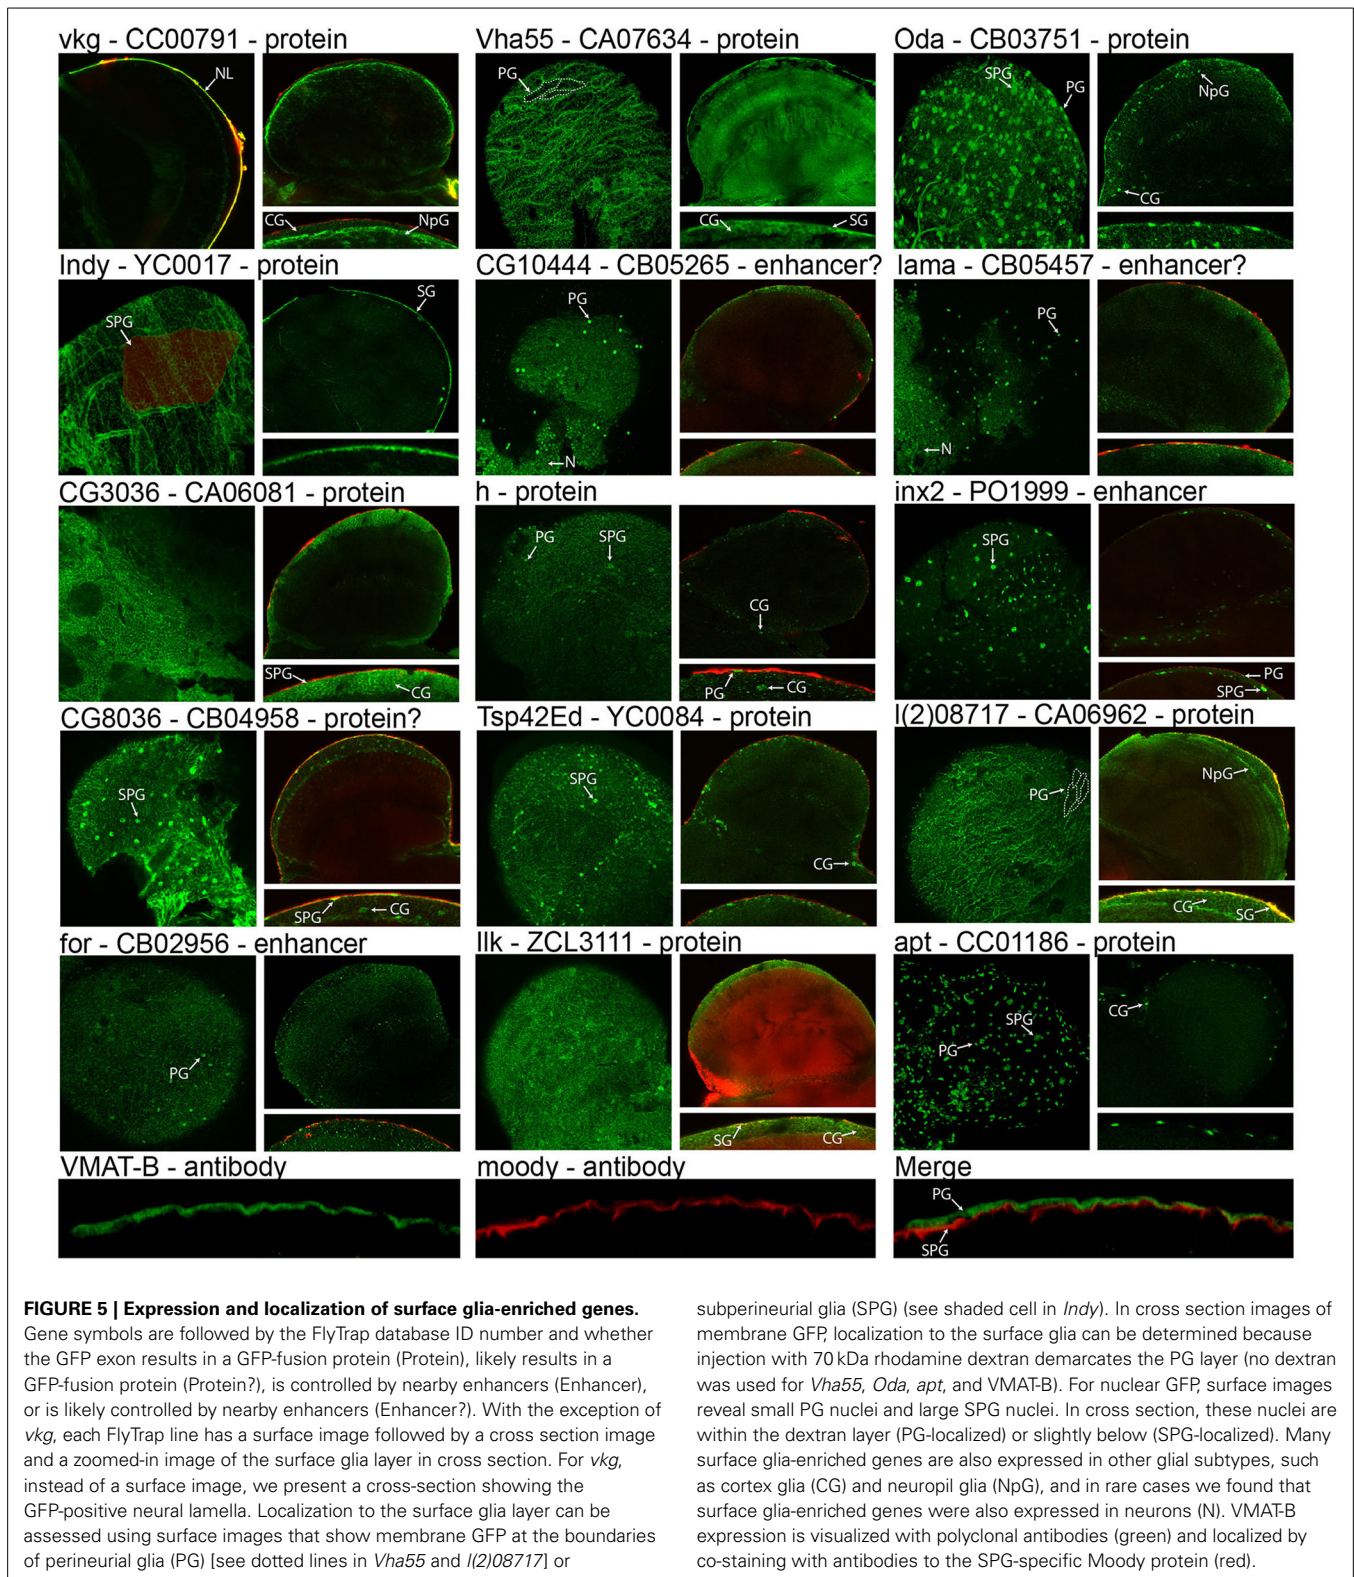 vkg - CC00791 - protein
NL
CG
NpG
Vha55 - CA07634 - protein
PG
CG
SG
Oda - CB03751 - protein
SPG
PG
NpG
CG
Indy - YC0017 - protein
SPG
SG
CG10444 - CB05265 - enhancer?
PG
N
lama - CB05457 - enhancer?
PG
N
CG3036 - CA06081 - protein
SPG
CG
h - protein
PG
SPG
CG
PG
CG
inx2 - PO1999 - enhancer
SPG
PG
SPG
CG8036 - CB04958 - protein?
SPG
SPG
CG
Tsp42Ed - YC0084 - protein
SPG
CG
l(2)08717 - CA06962 - protein
PG
NpG
CG
SG
for - CB02956 - enhancer
PG
Ilk - ZCL3111 - protein
SG
CG
apt - CC01186 - protein
SPG
PG
CG
VMAT-B - antibody
moody - antibody
Merge
PG
SPG
FIGURE 5 | Expression and localization of surface glia-enriched genes.
Gene symbols are followed by the FlyTrap database ID number and whether
the GFP exon results in a GFP-fusion protein (Protein), likely results in a
GFP-fusion protein (Protein?), is controlled by nearby enhancers (Enhancer),
or is likely controlled by nearby enhancers (Enhancer?). With the exception of
vkg, each FlyTrap line has a surface image followed by a cross section image
and a zoomed-in image of the surface glia layer in cross section. For vkg,
instead of a surface image, we present a cross-section showing the
GFP-positive neural lamella. Localization to the surface glia layer can be
assessed using surface images that show membrane GFP at the boundaries
of perineurial glia (PG) [see dotted lines in Vha55 and l(2)08717] or
subperineurial glia (SPG) (see shaded cell in Indy). In cross section images of
membrane GFP, localization to the surface glia can be determined because
injection with 70 kDa rhodamine dextran demarcates the PG layer (no dextran
was used for Vha55, Oda, apt, and VMAT-B). For nuclear GFP, surface images
reveal small PG nuclei and large SPG nuclei. In cross section, these nuclei are
within the dextran layer (PG-localized) or slightly below (SPG-localized). Many
surface glia-enriched genes are also expressed in other glial subtypes, such
as cortex glia (CG) and neuropil glia (NpG), and in rare cases we found that
surface glia-enriched genes were also expressed in neurons (N). VMAT-B
expression is visualized with polyclonal antibodies (green) and localized by
co-staining with antibodies to the SPG-specific Moody protein (red).